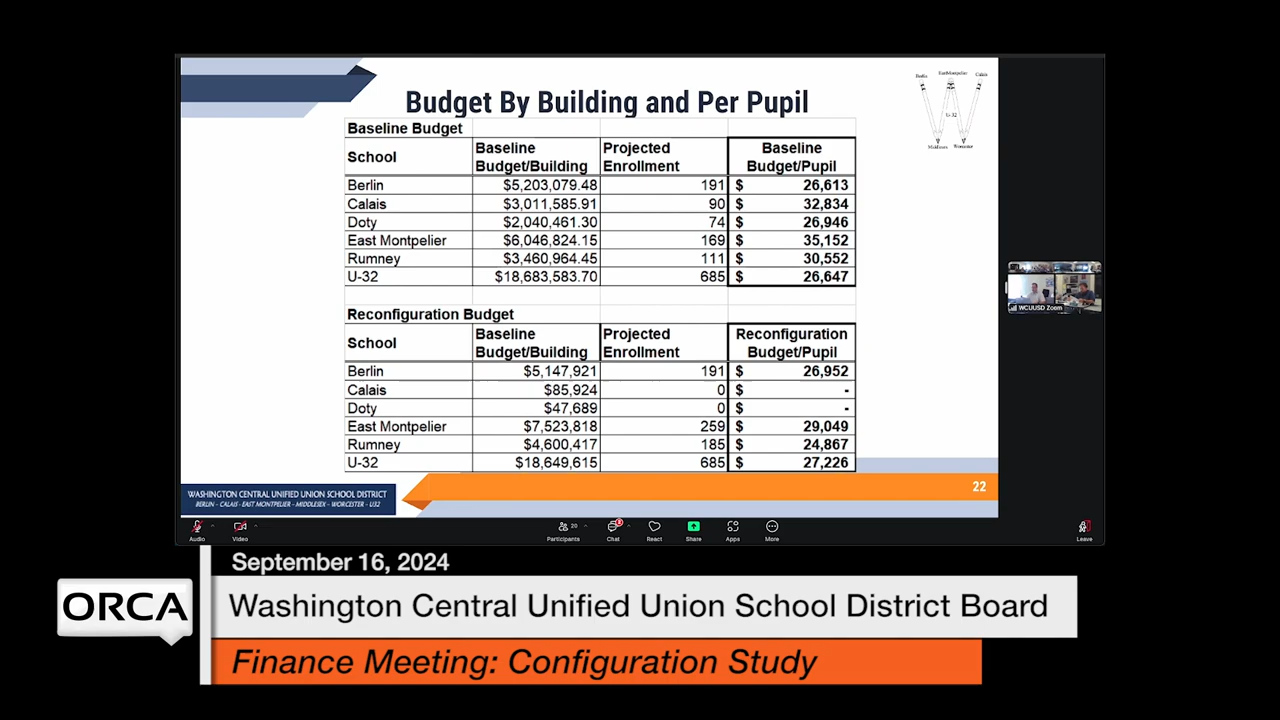 Budget By Building and Per Pupil
Berlin East Montpelier Calais
U-32
Middlesex Worcester
Baseline Budget
School Baseline Budget/Building Projected Enrollment Baseline Budget/Pupil
Berlin $5,203,079.48 191 $ 26,613
Calais $3,011,585.91 90 $ 32,834
Doty $2,040,461.30 74 $ 26,946
East Montpelier $6,046,824.15 169 $ 35,152
Rumney $3,460,964.45 111 $ 30,552
U-32 $18,683,583.70 685 $ 26,647
Reconfiguration Budget
School Baseline Budget/Building Projected Enrollment Reconfiguration Budget/Pupil
Berlin $5,147,921 191 $ 26,952
Calais $85,924 0 $ -
Doty $47,689 0 $ -
East Montpelier $7,523,818 259 $ 29,049
Rumney $4,600,417 185 $ 24,867
U-32 $18,649,615 685 $ 27,226
WASHINGTON CENTRAL UNIFIED UNION SCHOOL DISTRICT
BERLIN - CALAIS - EAST MONTPELIER - MIDDLESEX - WORCESTER - U32
22
WCUUSD Zoom
Audio Video Participants 20 Chat React Share Apps More Leave
September 16, 2024
ORCA
Washington Central Unified Union School District Board
Finance Meeting: Configuration Study